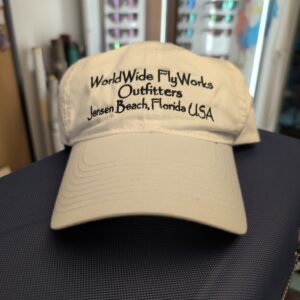 WorldWide FlyWorks
Outfitters
Jensen Beach, Florida USA